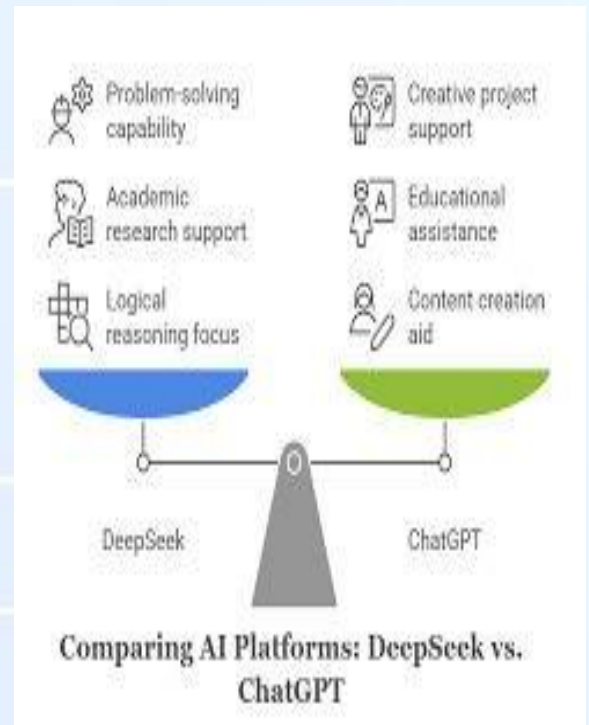 Problem-solving
capability
Academic
research support
Logical
reasoning focus
Creative project
support
A
Educational
assistance
Content creation
aid
DeepSeek
ChatGPT
Comparing AI Platforms: DeepSeek vs.
ChatGPT